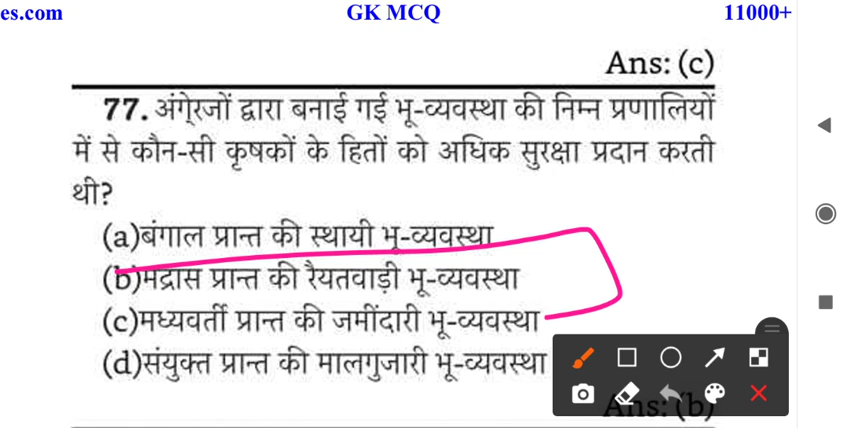 es.com GK MCQ 11000+
Ans: (c)
77. अंगे्रजों द्वारा बनाई गई भू-व्यवस्था की निम्न प्रणालियों
में से कौन-सी कृषकों के हितों को अधिक सुरक्षा प्रदान करती
थी?
(a)बंगाल प्रान्त की स्थायी भू-व्यवस्था
(b)मद्रास प्रान्त की रैयतवाड़ी भू-व्यवस्था
(c)मध्यवर्ती प्रान्त की जमींदारी भू-व्यवस्था
(d)संयुक्त प्रान्त की मालगुजारी भू-व्यवस्था
Ans: (b)